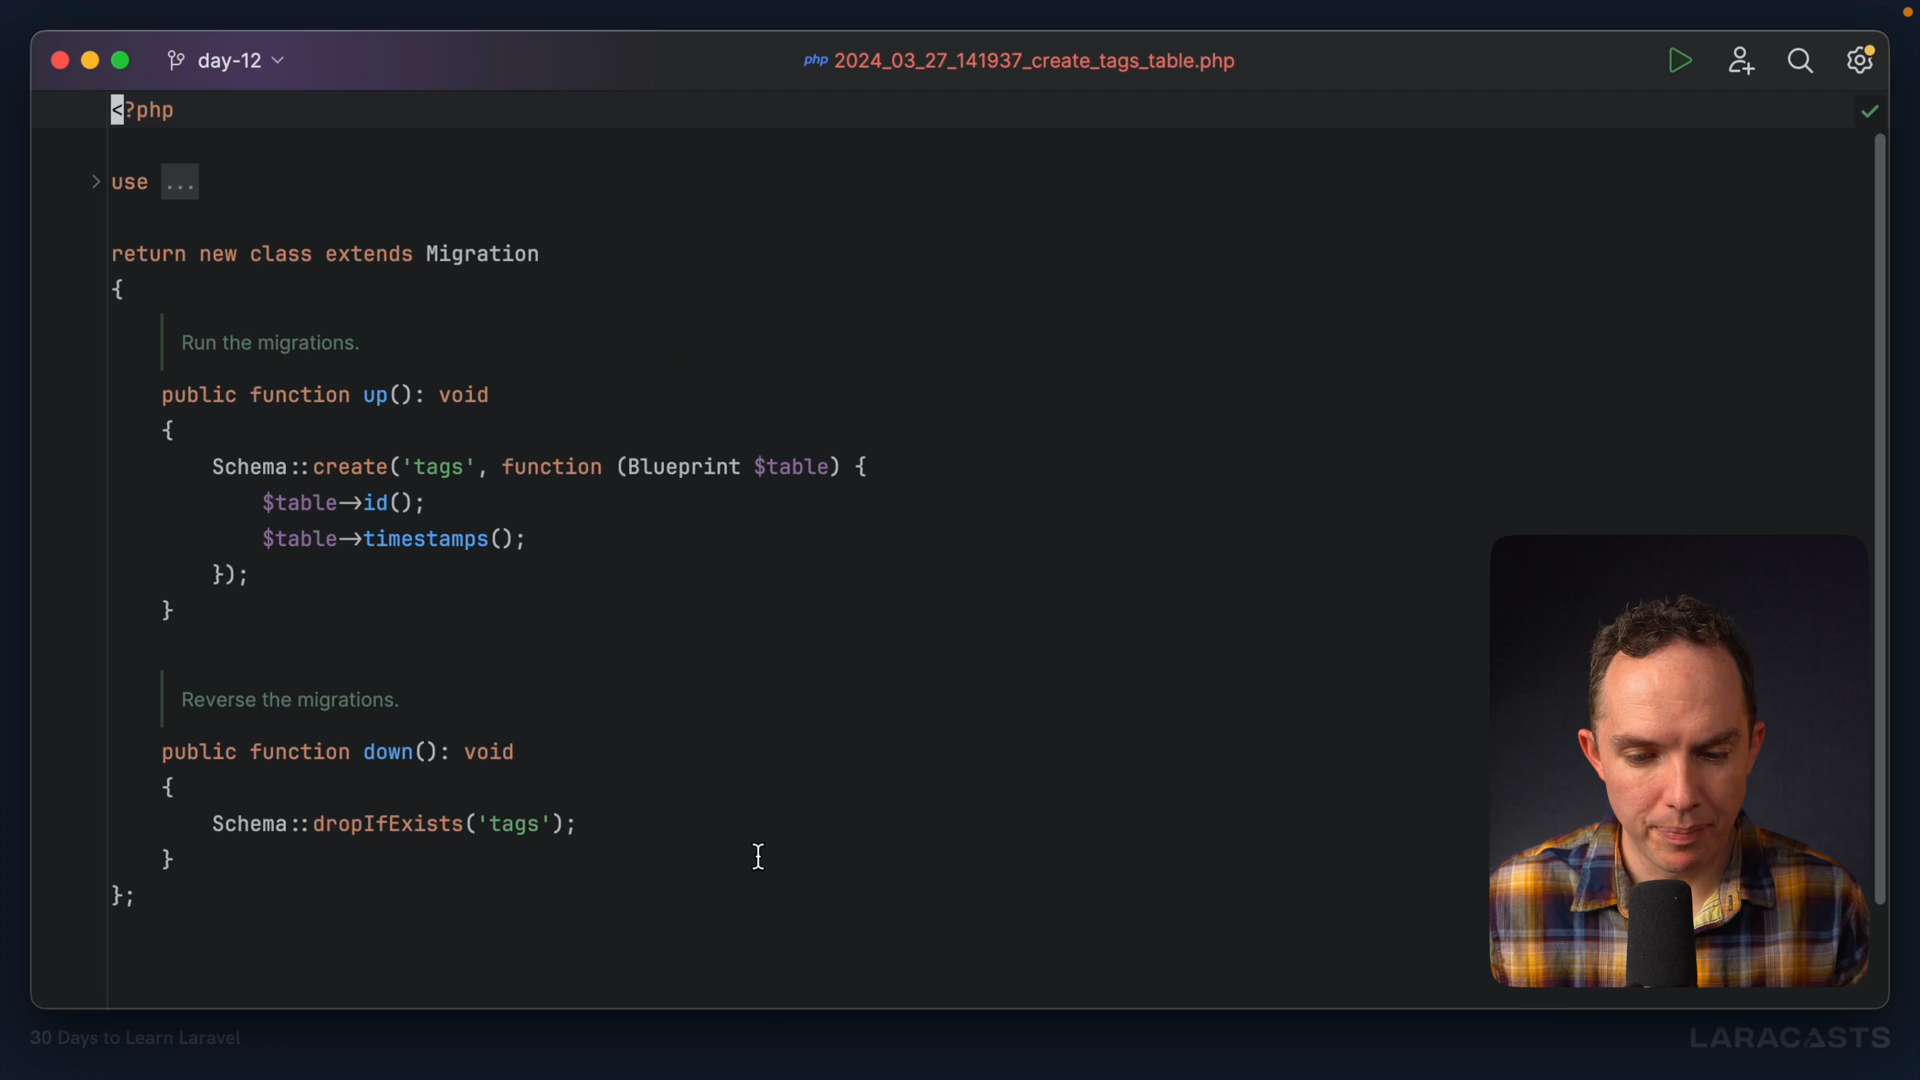 day-12
php 2024_03_27_141937_create_tags_table.php
<?php
use ...
return new class extends Migration
{
Run the migrations.
public function up(): void
{
Schema::create('tags', function (Blueprint $table) {
$table->id();
$table->timestamps();
});
}
Reverse the migrations.
public function down(): void
{
Schema::dropIfExists('tags');
}
};
30 Days to Learn Laravel
LARACASTS